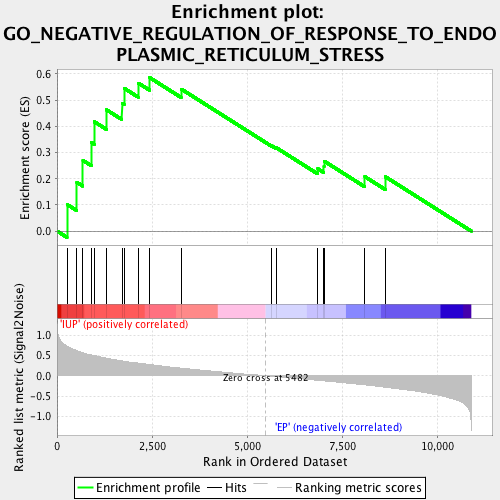 Enrichment plot:
GO_NEGATIVE_REGULATION_OF_RESPONSE_TO_ENDO
PLASMIC_RETICULUM_STRESS
Enrichment score (ES)
0.6
0.5
0.4
0.3
0.2
0.1
0.0
'IUP' (positively correlated)
Ranked list metric (Signal2Noise)
1.0
0.5
0.0
-0.5
-1.0
Zero cross at 5482
'EP' (negatively correlated)
0
2,500
5,000
7,500
10,000
Rank in Ordered Dataset
Enrichment profile
Hits
Ranking metric scores